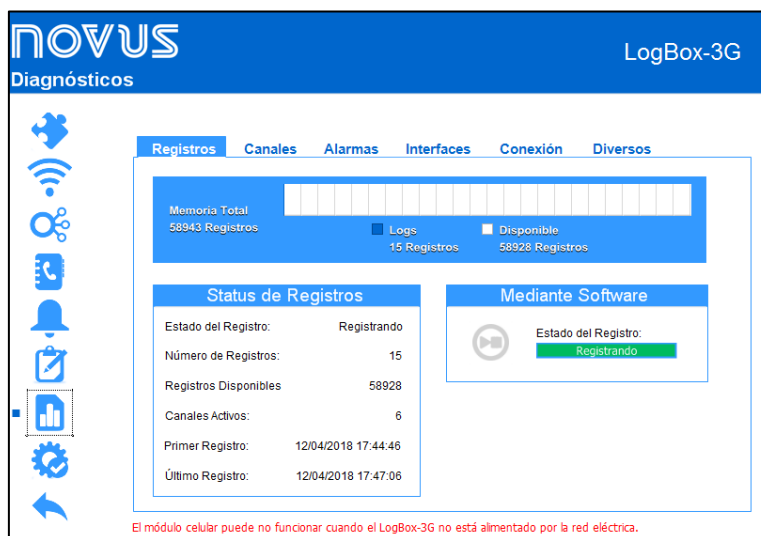 NOVUS
LogBox-3G
Diagnósticos
Registros Canales Alarmas Interfaces Conexión Diversos
Memoria Total
58943 Registros
Logs
15 Registros
Disponible
58928 Registros
Status de Registros
Estado del Registro: Registrando
Número de Registros: 15
Registros Disponibles 58928
Canales Activos: 6
Primer Registro: 12/04/2018 17:44:46
Último Registro: 12/04/2018 17:47:06
Mediante Software
Estado del Registro:
Registrando
El módulo celular puede no funcionar cuando el LogBox-3G no está alimentado por la red eléctrica.